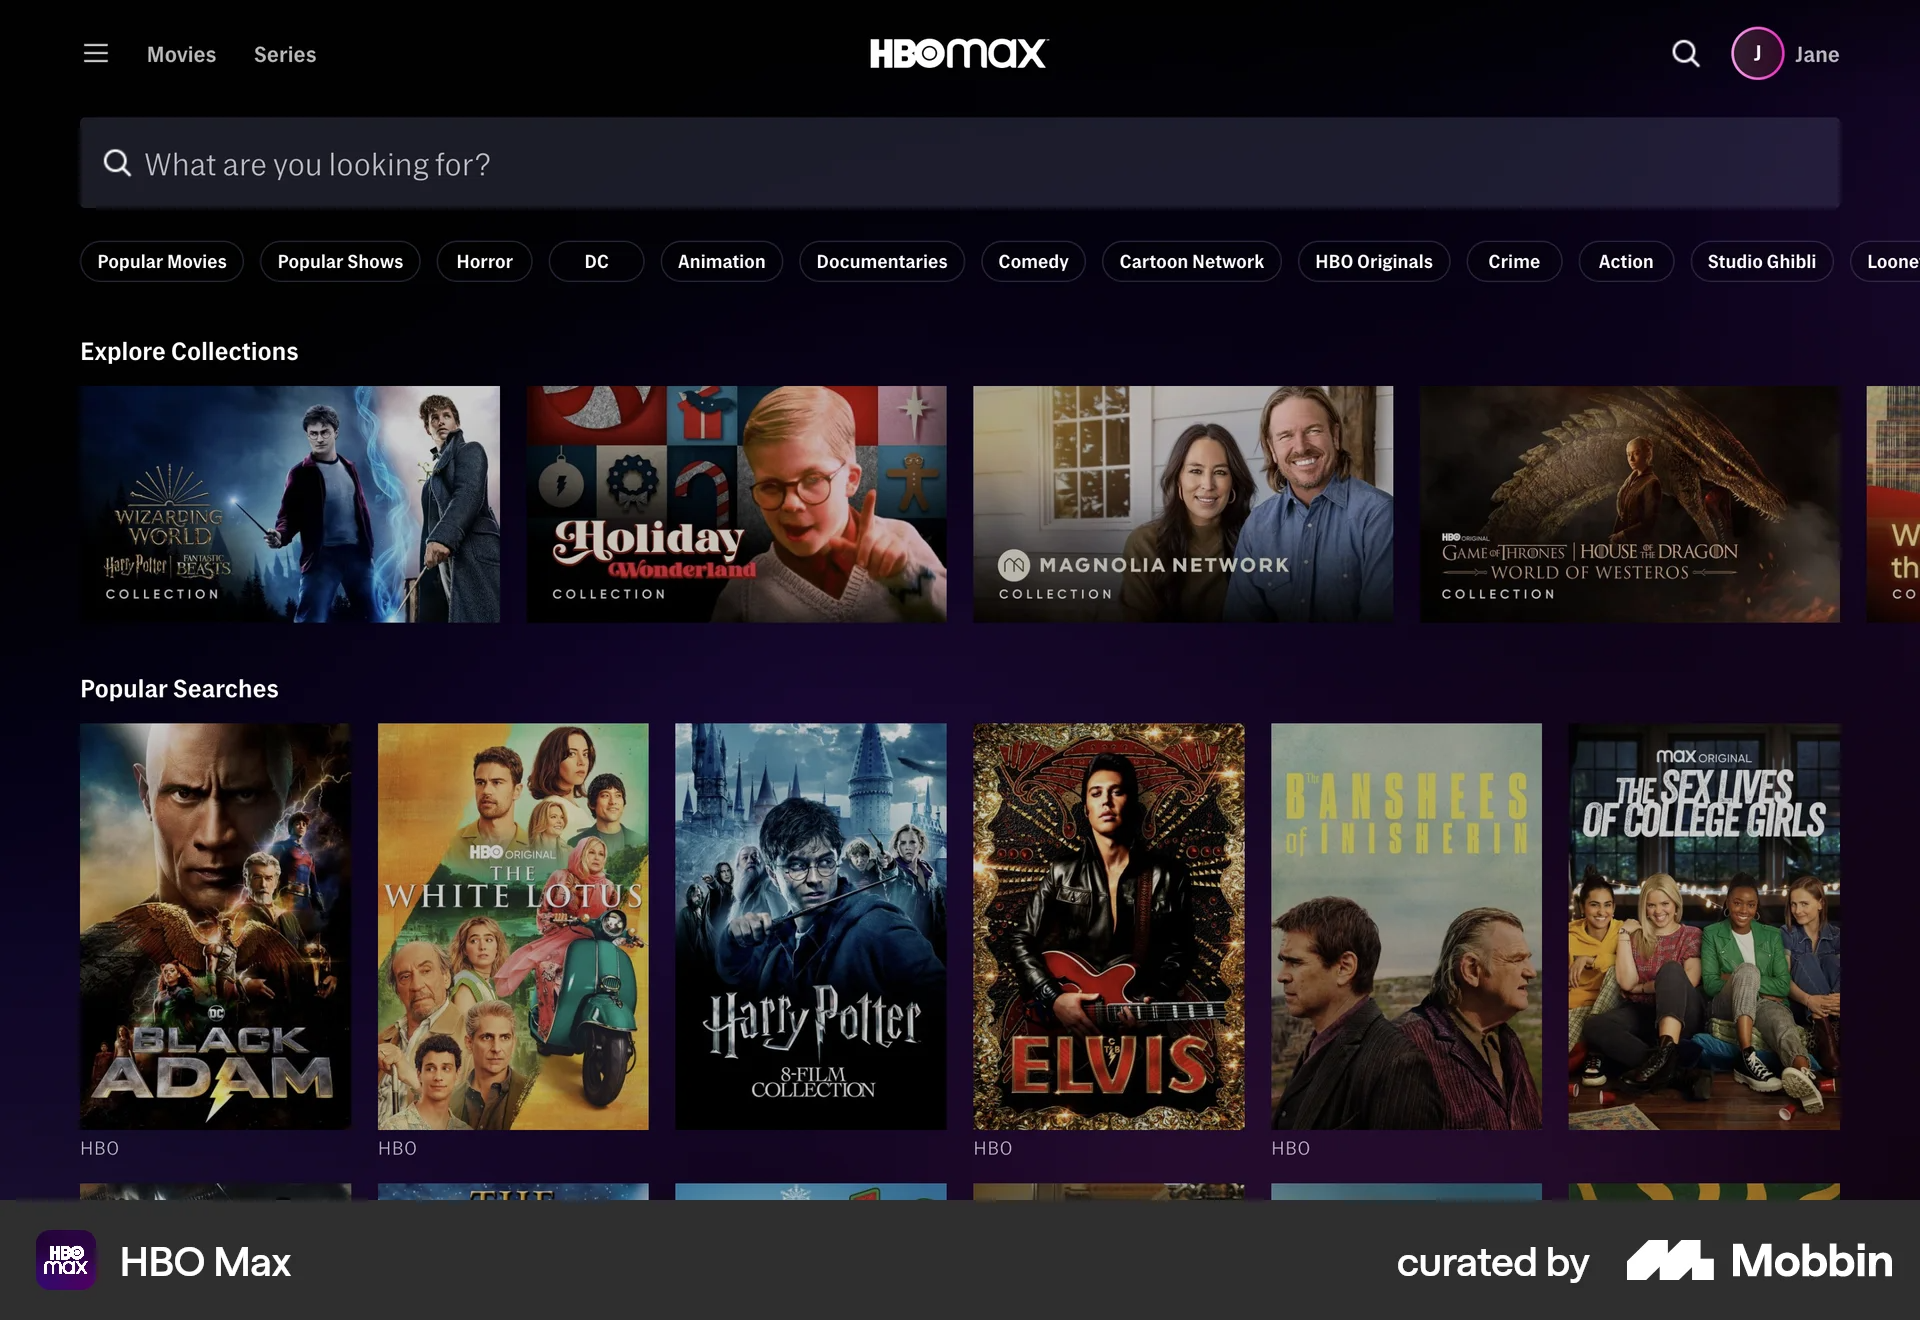 Movies
Series
HBOmax
J
Jane
What are you looking for?
Popular Movies
Popular Shows
Horror
DC
Animation
Documentaries
Comedy
Cartoon Network
HBO Originals
Crime
Action
Studio Ghibli
Explore Collections
WIZARDING
WORLD
Harry Potter | FANTASTIC BEASTS
COLLECTION
Holiday
Wonderland
COLLECTION
MAGNOLIA NETWORK
COLLECTION
HBO ORIGINAL
GAME OF THRONES | HOUSE OF THE DRAGON
WORLD OF WESTEROS
COLLECTION
Popular Searches
DC
BLACK
ADAM
HBO
HBO ORIGINAL
THE
WHITE LOTUS
HBO
Harry Potter
8-FILM
COLLECTION
ELVIS
HBO
The
BANSHEES
of INISHERIN
HBO
max ORIGINAL
THE SEX LIVES
OF COLLEGE GIRLS
THE
HBO
max
HBO Max
curated by
Mobbin